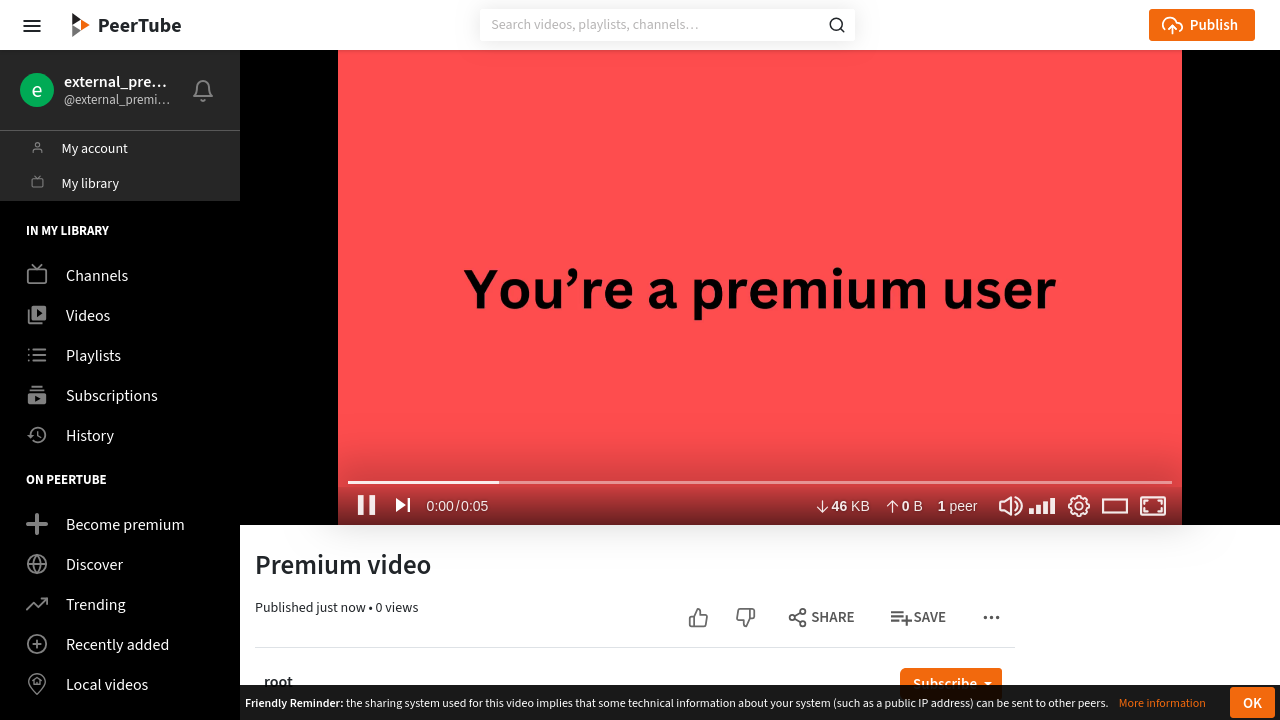 PeerTube
Search videos, playlists, channels…
Publish
e
external_pre…
@external_premi…
My account
My library
IN MY LIBRARY
Channels
Videos
Playlists
Subscriptions
History
ON PEERTUBE
Become premium
Discover
Trending
Recently added
Local videos
You’re a premium user
0:00/0:05
46 KB
0 B
1 peer
Premium video
Published just now • 0 views
SHARE
SAVE
root
Subscribe
Friendly Reminder: the sharing system used for this video implies that some technical information about your system (such as a public IP address) can be sent to other peers. More information
OK